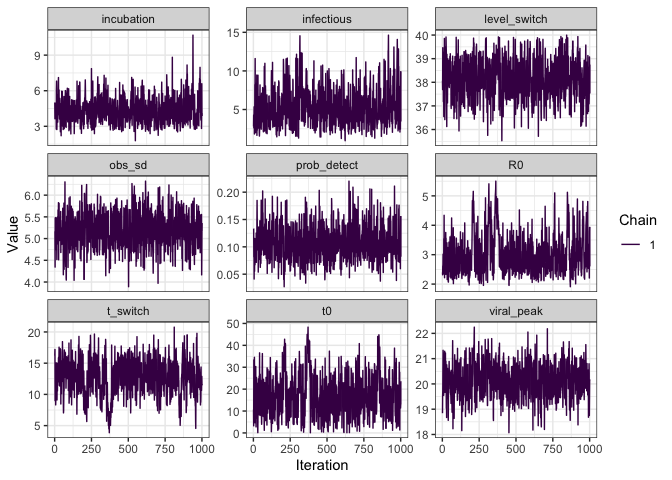 incubation infectious level_switch
9 6 3
15 10 5
40 39 38 37 36
obs_sd prob_detect R0
6.0 5.5 5.0 4.5 4.0
0.20 0.15 0.10 0.05
5 4 3 2
t_switch t0 viral_peak
20 15 10 5
50 40 30 20 10 0
22 21 20 19 18
0 250 500 750 1000 0 250 500 750 1000 0 250 500 750 1000
Iteration
Value
Chain
1